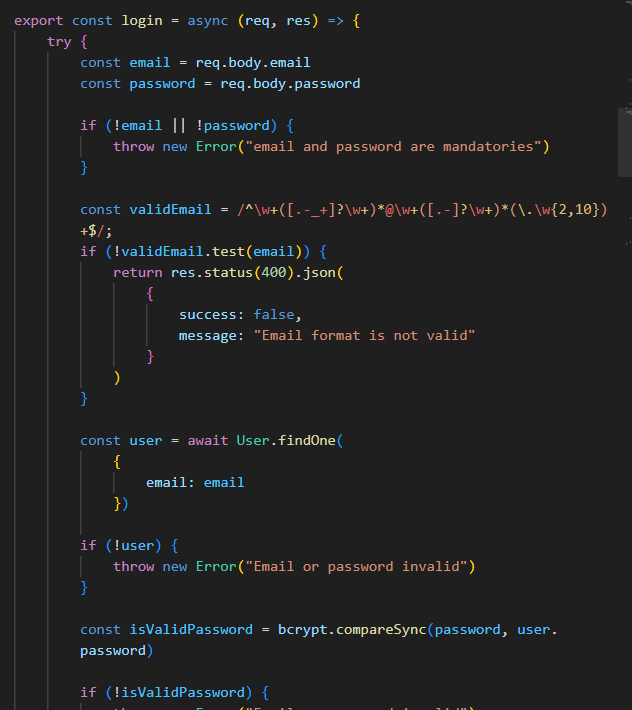 export const login = async (req, res) => {
try {
const email = req.body.email
const password = req.body.password
if (!email || !password) {
throw new Error("email and password are mandatories")
}
const validEmail = /^\w+([.-_+]?\w+)*@\w+([.-]?\w+)*(\.\w{2,10})
+$/;
if (!validEmail.test(email)) {
return res.status(400).json(
{
success: false,
message: "Email format is not valid"
}
)
}
const user = await User.findOne(
{
email: email
})
if (!user) {
throw new Error("Email or password invalid")
}
const isValidPassword = bcrypt.compareSync(password, user.
password)
if (!isValidPassword) {